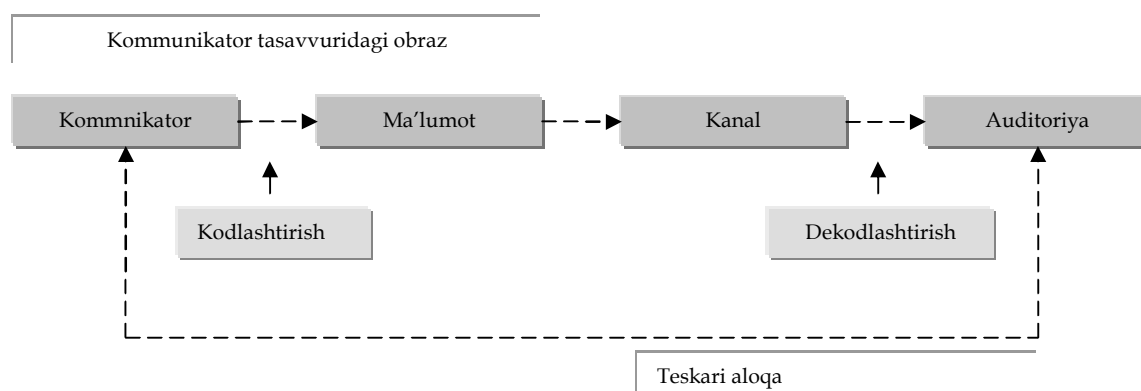 Kommunikator tasavvuridagi obraz
Kommnikator
Ma’lumot
Kanal
Auditoriya
Kodlashtirish
Dekodlashtirish
Teskari aloqa